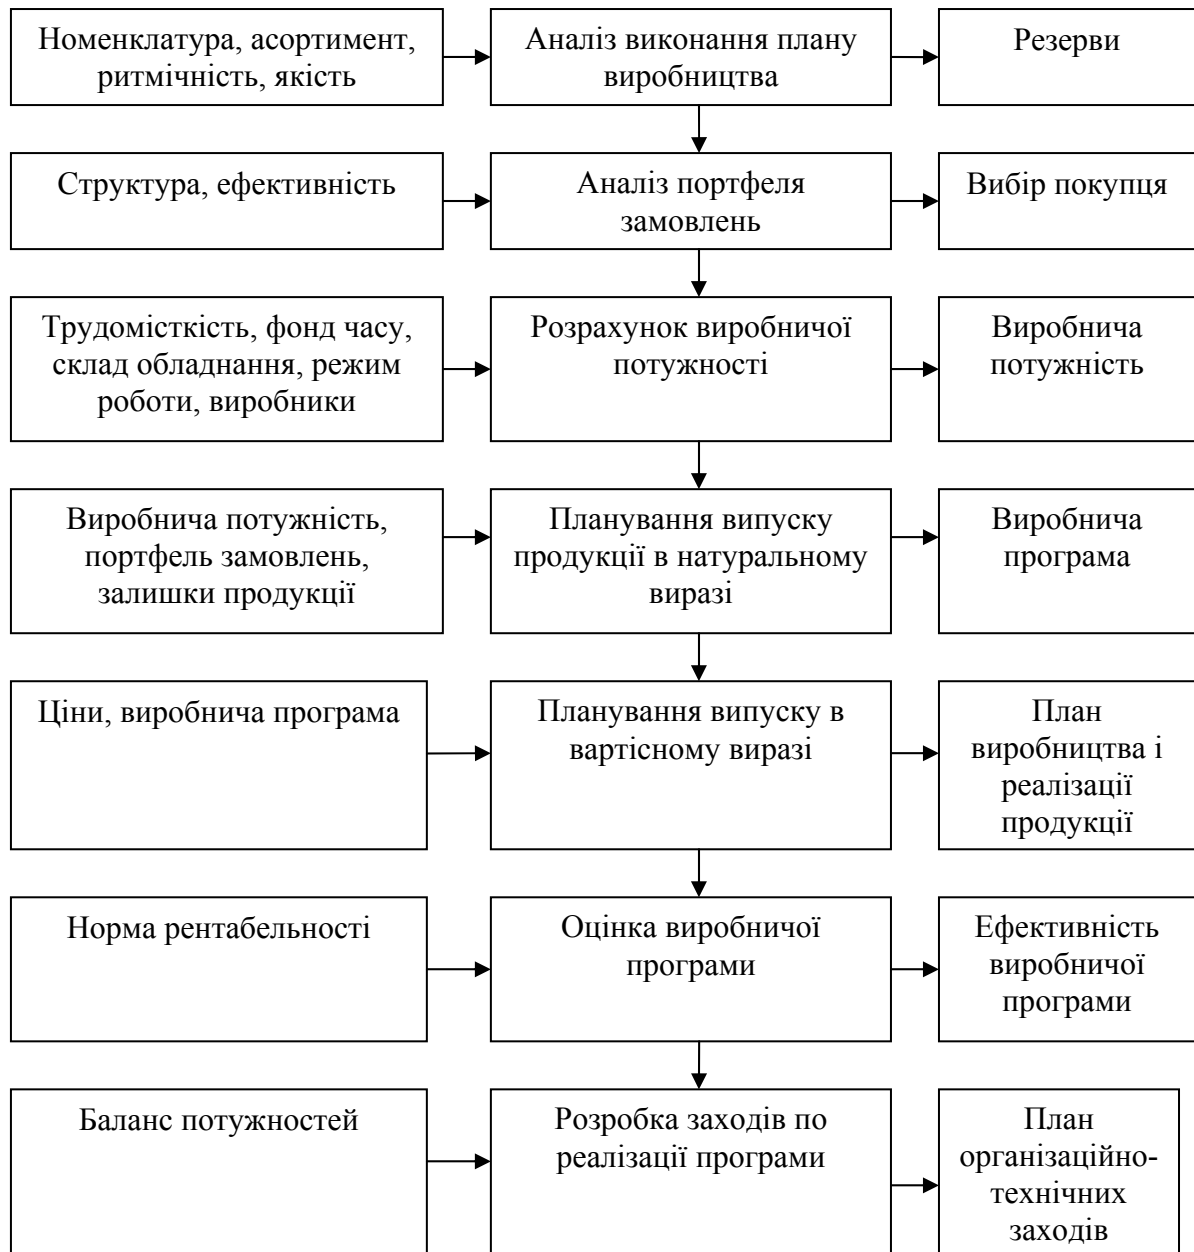 Номенклатура, асортимент,
ритмічність, якість
Аналіз виконання плану
виробництва
Резерви
Структура, ефективність
Аналіз портфеля
замовлень
Вибір покупця
Трудомісткість, фонд часу,
склад обладнання, режим
роботи, виробники
Розрахунок виробничої
потужності
Виробнича
потужність
Виробнича потужність,
портфель замовлень,
залишки продукції
Планування випуску
продукції в натуральному
виразі
Виробнича
програма
Ціни, виробнича програма
Планування випуску в
вартісному виразі
План
виробництва і
реалізації
продукції
Норма рентабельності
Оцінка виробничої
програми
Ефективність
виробничої
програми
Баланс потужностей
Розробка заходів по
реалізації програми
План
організаційно-
технічних
заходів